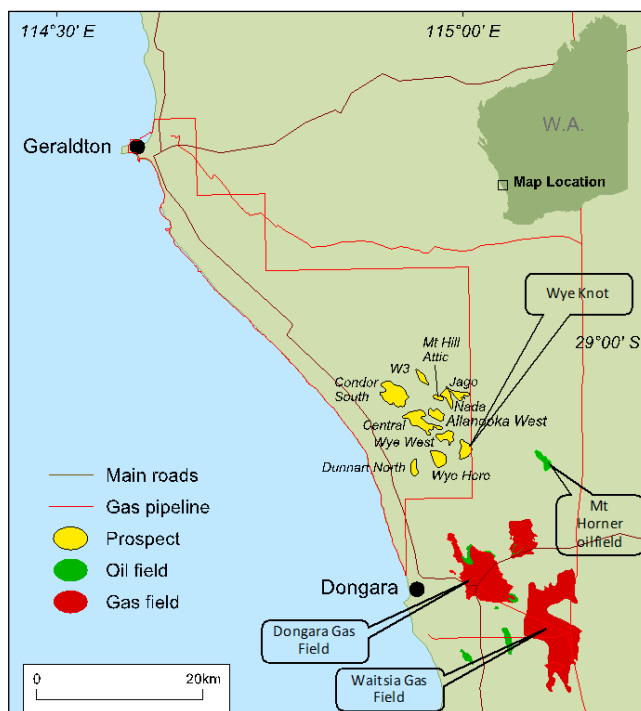 114°30' E
115°00' E
W.A.
Geraldton
Map Location
Wye Knot
29°00' S
Mt Hill
Attic
W3
Jago
Condor
South
Nada
Allanooka West
Central
Wye West
Dunnart North
Wye Hero
Main roads
Gas pipeline
Prospect
Oil field
Gas field
Mt
Horner
oilfield
Dongara
Dongara Gas
Field
Waitsia Gas
Field
0
20km